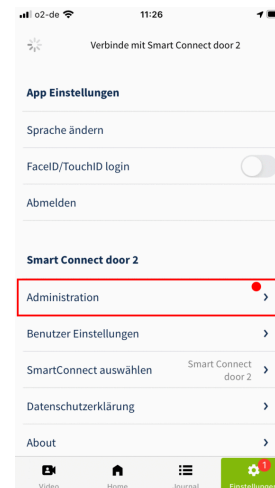 o2-de 11:26
Verbinde mit Smart Connect door 2
App Einstellungen
Sprache ändern
FaceID/TouchID login
Abmelden
Smart Connect door 2
Administration
Benutzer Einstellungen
SmartConnect auswählen Smart Connect
door 2
Datenschutzerklärung
About
1
Video Home Journal Einstellungen